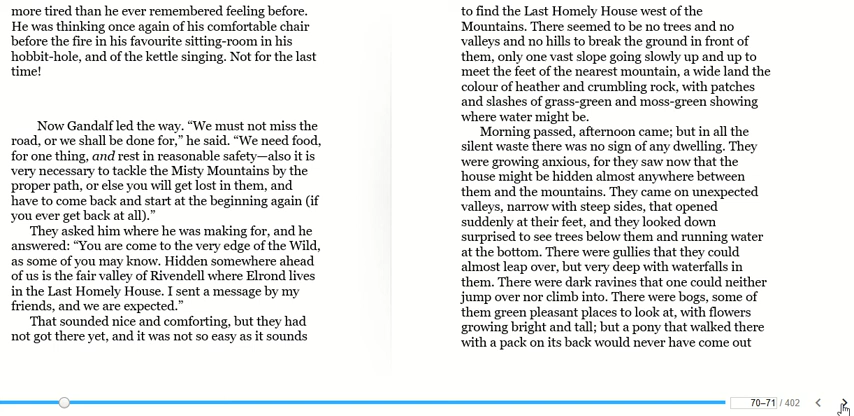 more tired than he ever remembered feeling before.
He was thinking once again of his comfortable chair
before the fire in his favourite sitting-room in his
hobbit-hole, and of the kettle singing. Not for the last
time!
Now Gandalf led the way. “We must not miss the
road, or we shall be done for,” he said. “We need food,
for one thing, and rest in reasonable safety—also it is
very necessary to tackle the Misty Mountains by the
proper path, or else you will get lost in them, and
have to come back and start at the beginning again (if
you ever get back at all).”
They asked him where he was making for, and he
answered: “You are come to the very edge of the Wild,
as some of you may know. Hidden somewhere ahead
of us is the fair valley of Rivendell where Elrond lives
in the Last Homely House. I sent a message by my
friends, and we are expected.”
That sounded nice and comforting, but they had
not got there yet, and it was not so easy as it sounds
to find the Last Homely House west of the
Mountains. There seemed to be no trees and no
valleys and no hills to break the ground in front of
them, only one vast slope going slowly up and up to
meet the feet of the nearest mountain, a wide land the
colour of heather and crumbling rock, with patches
and slashes of grass-green and moss-green showing
where water might be.
Morning passed, afternoon came; but in all the
silent waste there was no sign of any dwelling. They
were growing anxious, for they saw now that the
house might be hidden almost anywhere between
them and the mountains. They came on unexpected
valleys, narrow with steep sides, that opened
suddenly at their feet, and they looked down
surprised to see trees below them and running water
at the bottom. There were gullies that they could
almost leap over, but very deep with waterfalls in
them. There were dark ravines that one could neither
jump over nor climb into. There were bogs, some of
them green pleasant places to look at, with flowers
growing bright and tall; but a pony that walked there
with a pack on its back would never have come out
70–71 / 402